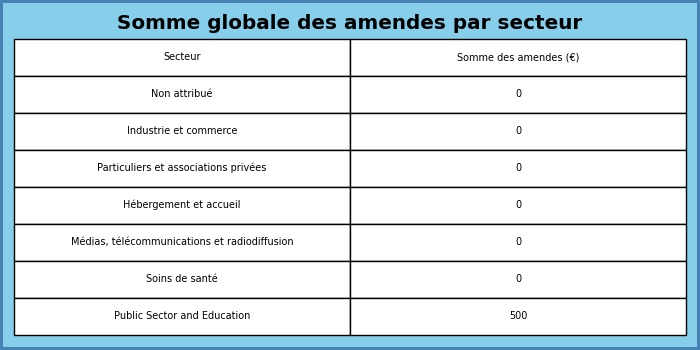 Somme globale des amendes par secteur
Secteur Somme des amendes (€)
Non attribué 0
Industrie et commerce 0
Particuliers et associations privées 0
Hébergement et accueil 0
Médias, télécommunications et radiodiffusion 0
Soins de santé 0
Public Sector and Education 500